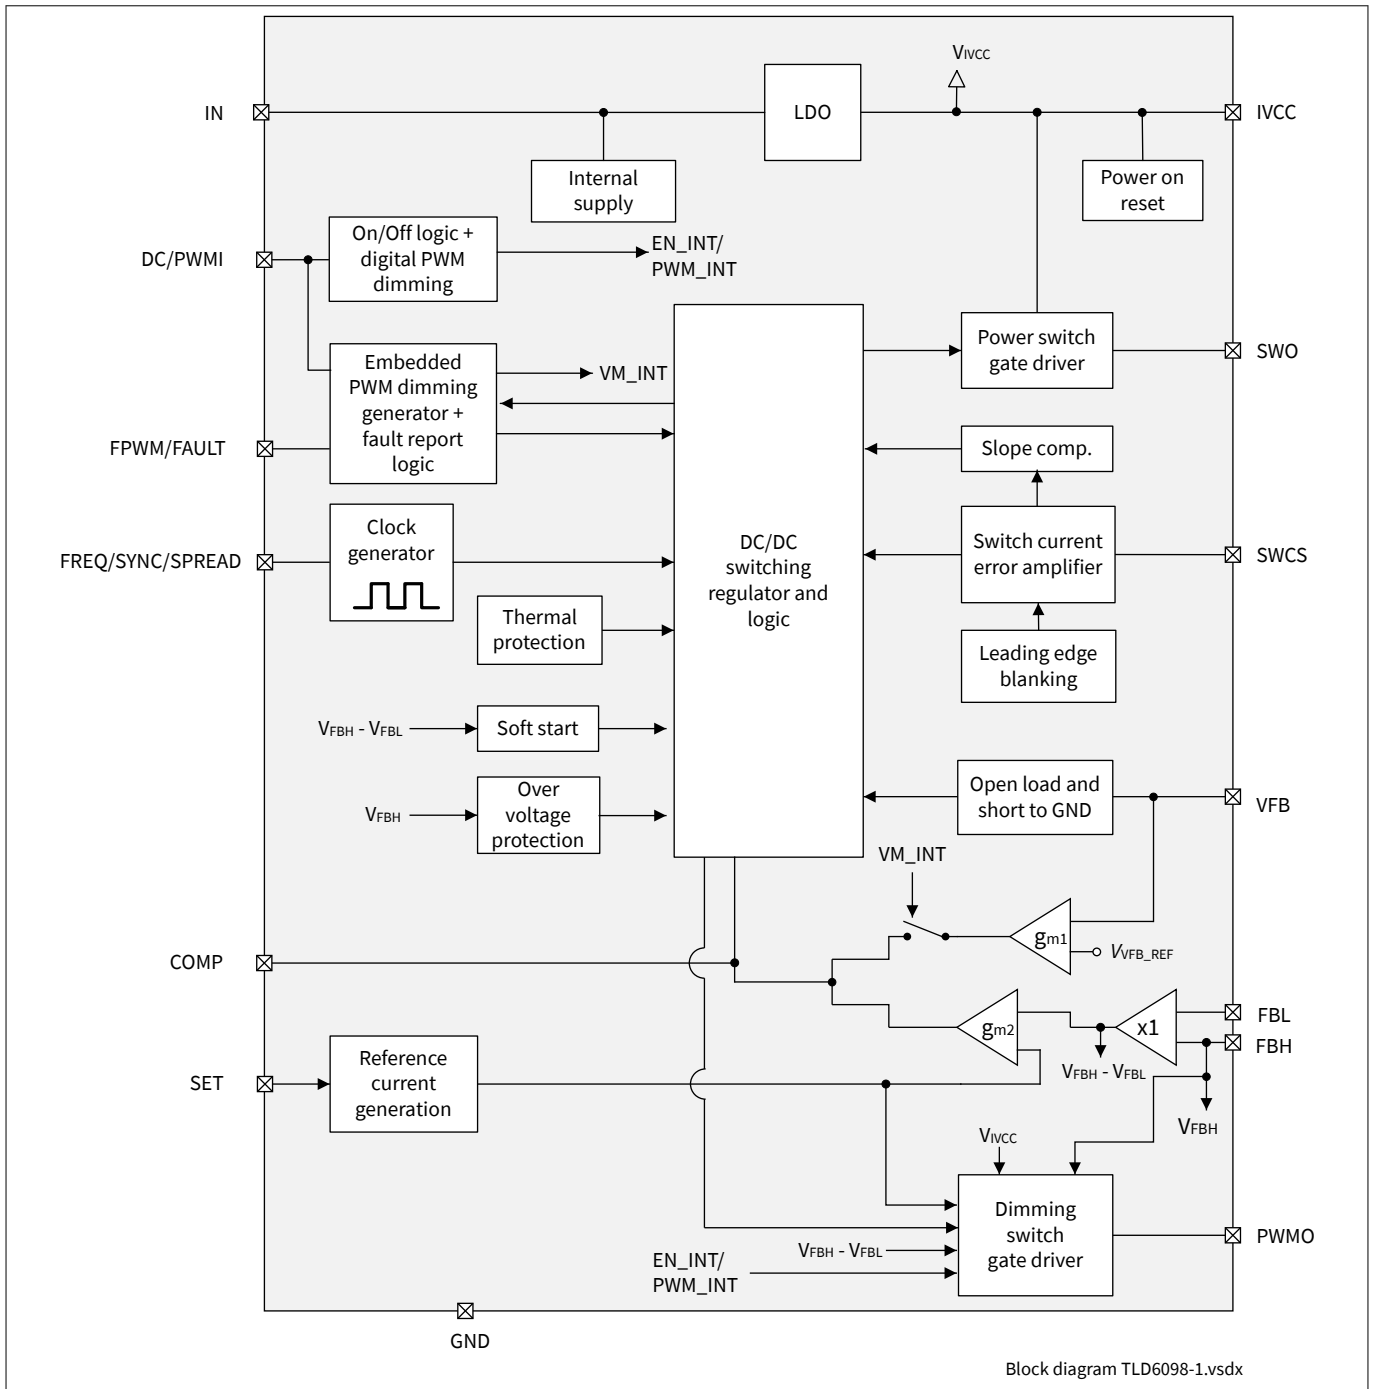 VIVCC
IN
LDO
IVCC
Internal
supply
Power on
reset
DC/PWMI
On/Off logic +
digital PWM
dimming
EN_INT/
PWM_INT
Embedded
PWM dimming
generator +
fault report
logic
VM_INT
FPWM/FAULT
Power switch
gate driver
SWO
Slope comp.
FREQ/SYNC/SPREAD
Clock
generator
DC/DC
switching
regulator and
logic
Switch current
error amplifier
SWCS
Thermal
protection
Leading edge
blanking
VFBH - VFBL
Soft start
VFBH
Over
voltage
protection
Open load and
short to GND
VFB
VM_INT
gm1
VVFB_REF
COMP
gm2
x1
FBL
FBH
VFBH - VFBL
VFBH
SET
Reference
current
generation
VIVCC
Dimming
switch
gate driver
PWMO
VFBH - VFBL
EN_INT/
PWM_INT
GND
Block diagram TLD6098-1.vsdx